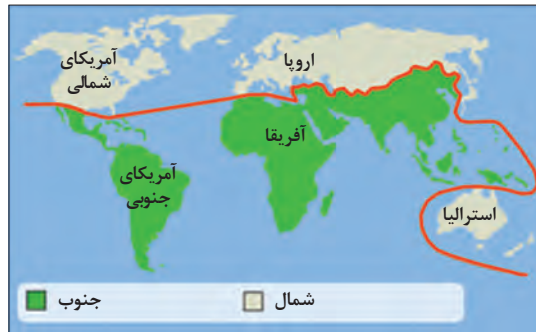 آمریکای
شمالی
اروپا
آفریقا
آمریکای
جنوبی
استرالیا
شمال
جنوب